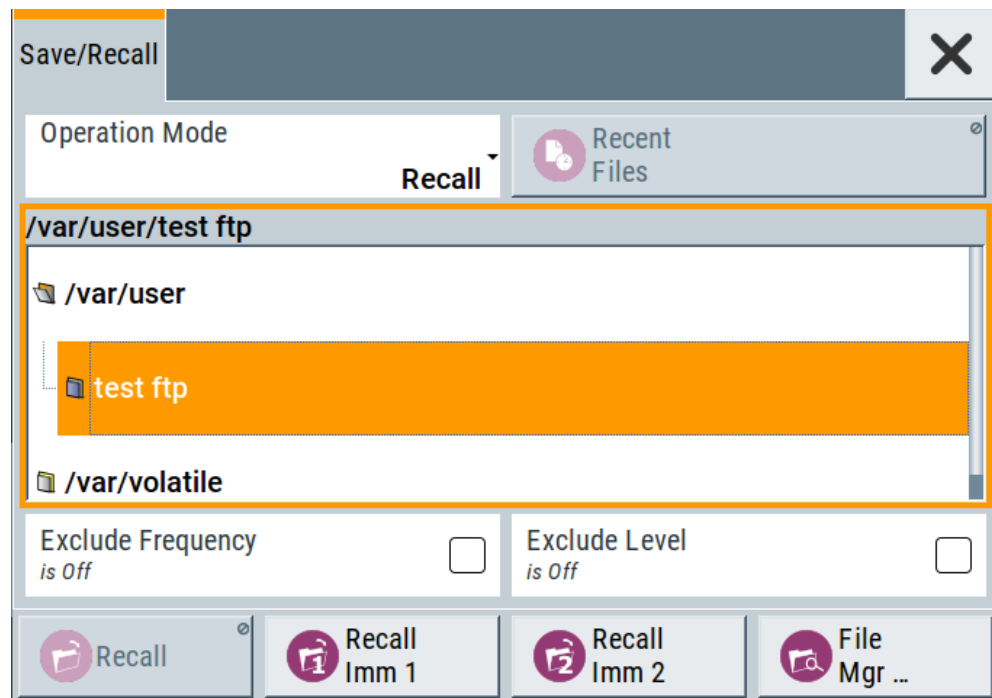 Save/Recall
Operation Mode
Recall
Recent
Files
/var/user/test ftp
/var/user
test ftp
/var/volatile
Exclude Frequency
is Off
Exclude Level
is Off
Recall
Recall
Imm 1
Recall
Imm 2
File
Mgr ...